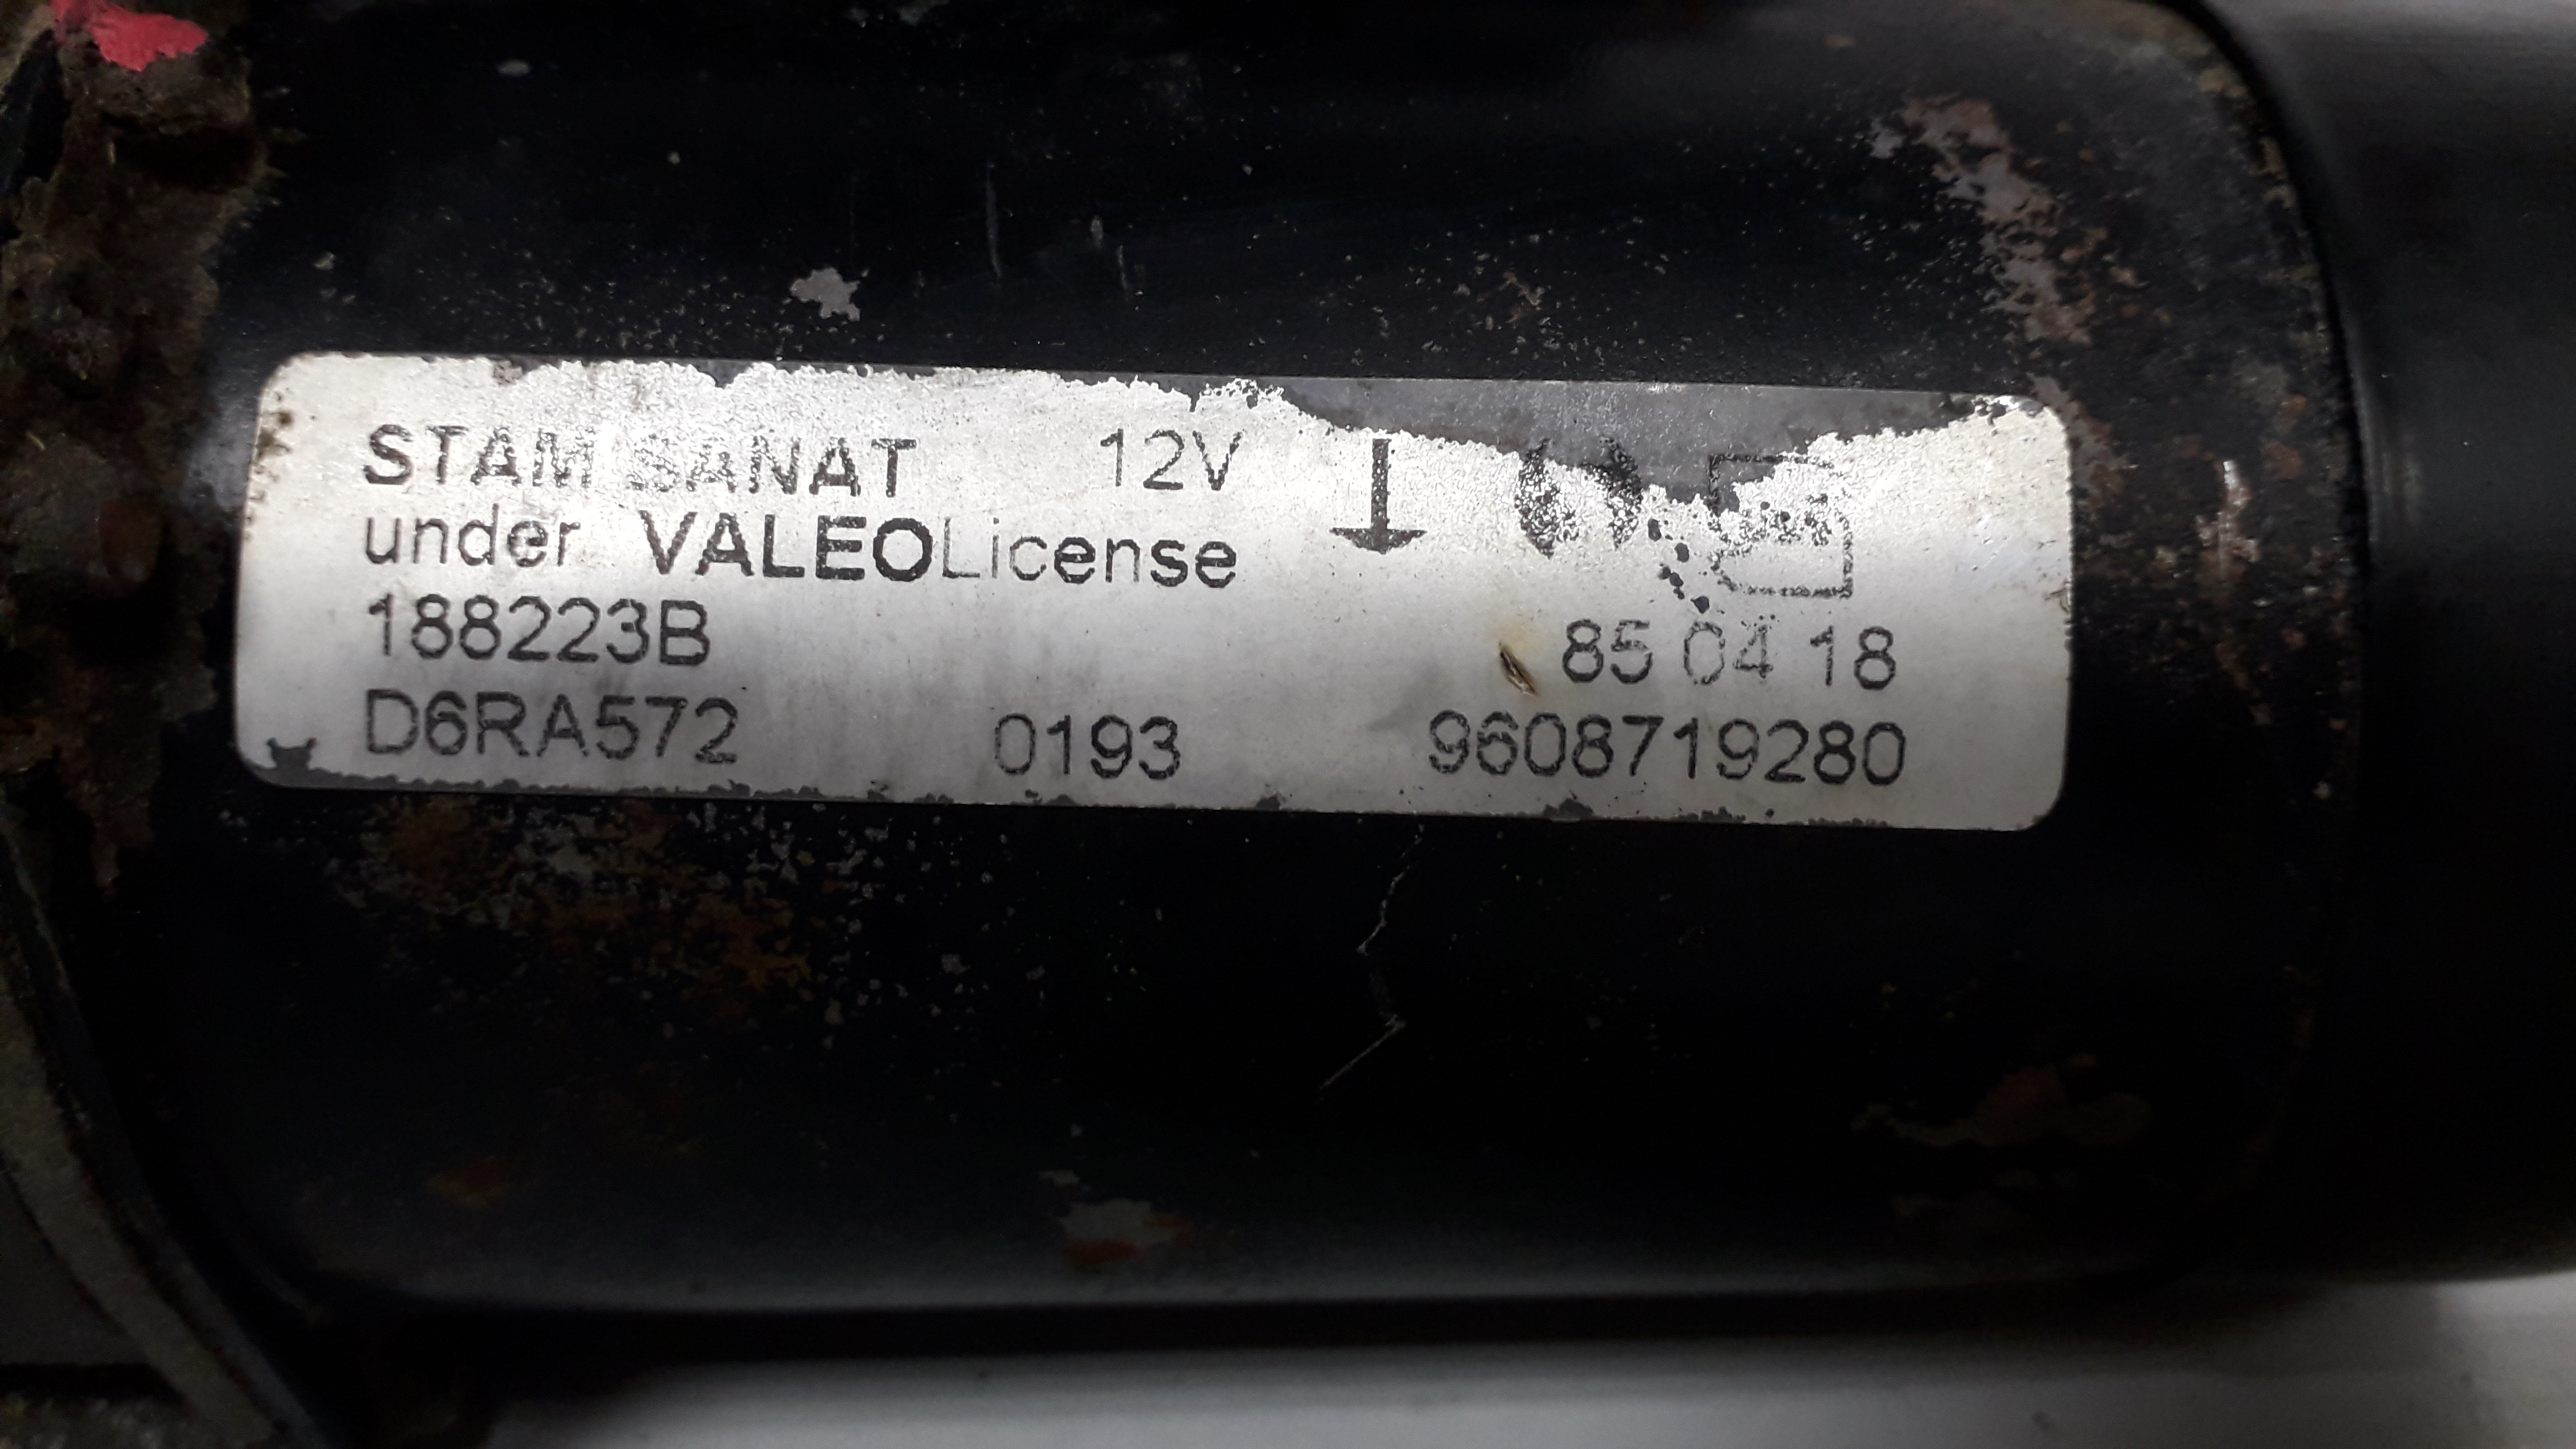 STAM SANAT 12V
under VALEO License
188223B 85 04 18
D6RA572 0193 9608719280